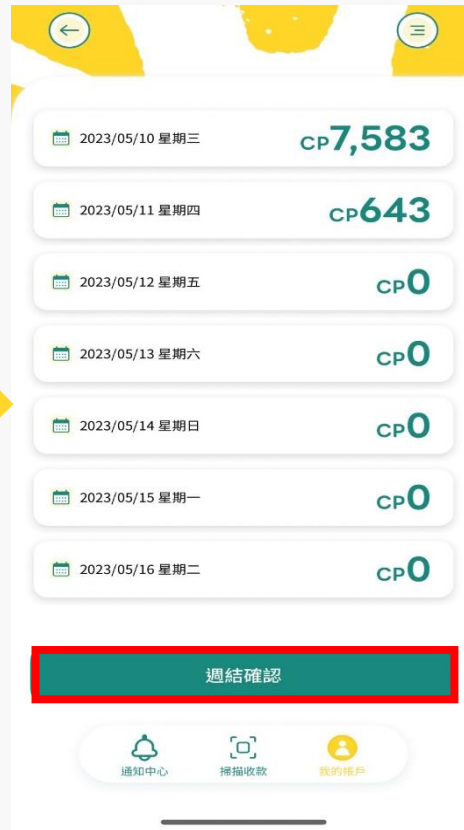 2023/05/10 星期三 CP7,583
2023/05/11 星期四 CP643
2023/05/12 星期五 CP0
2023/05/13 星期六 CP0
2023/05/14 星期日 CP0
2023/05/15 星期一 CP0
2023/05/16 星期二 CP0
週結確認
通知中心 掃描收款 我的帳戶